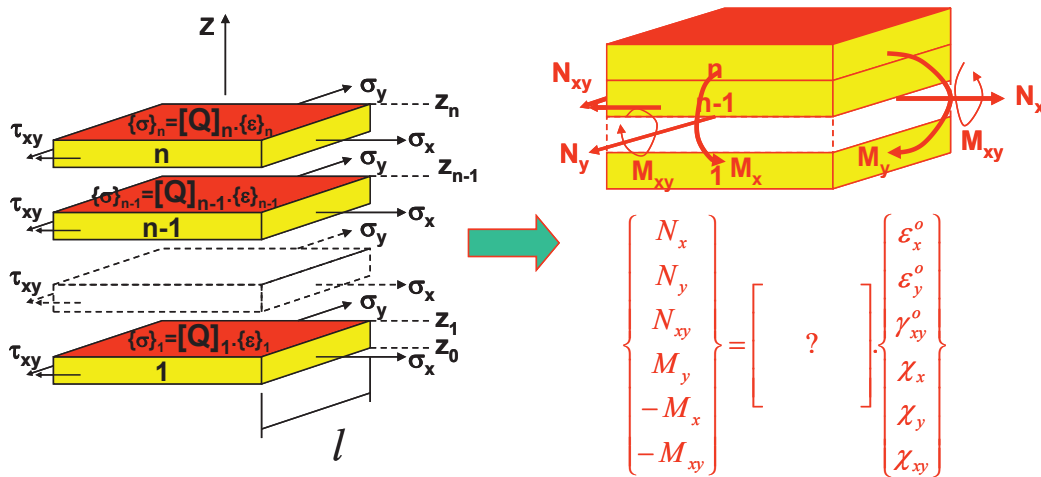 z
σy
zn
{σ}n=[Q]n.{ε}n
τxy
σx
n
σy
zn-1
{σ}n-1=[Q]n-1.{ε}n-1
τxy
σx
n-1
σy
τxy
σx
σy
z1
{σ}1=[Q]1.{ε}1
z0
τxy
σx
1
l
n
Nxy
n-1
Nx
Ny
Mxy
Mx
My
Mxy
1
Nx
Ny
Nxy
My
-Mx
-Mxy
=
?
.
εxo
εyo
γxyo
χx
χy
χxy